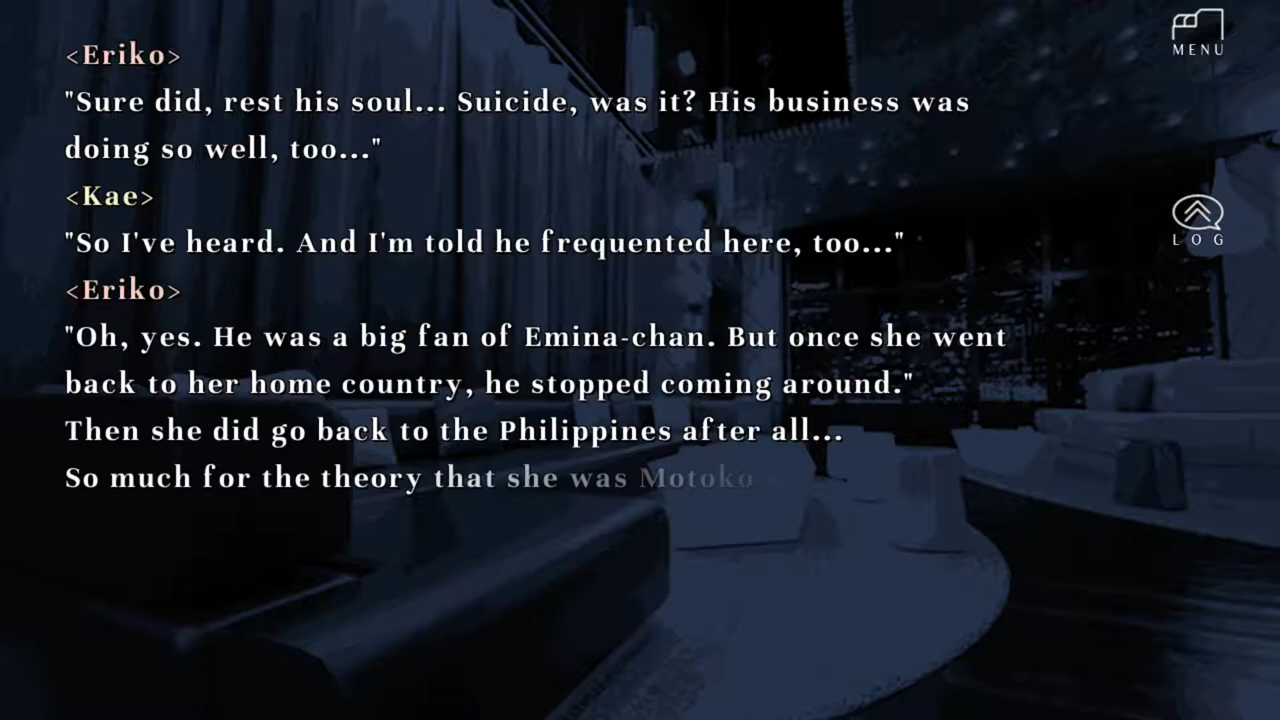 <Eriko>
"Sure did, rest his soul... Suicide, was it? His business was
doing so well, too..."
<Kae>
"So I've heard. And I'm told he frequented here, too..."
<Eriko>
"Oh, yes. He was a big fan of Emina-chan. But once she went
back to her home country, he stopped coming around."
Then she did go back to the Philippines after all...
So much for the theory that she was Motoko-
MENU
LOG